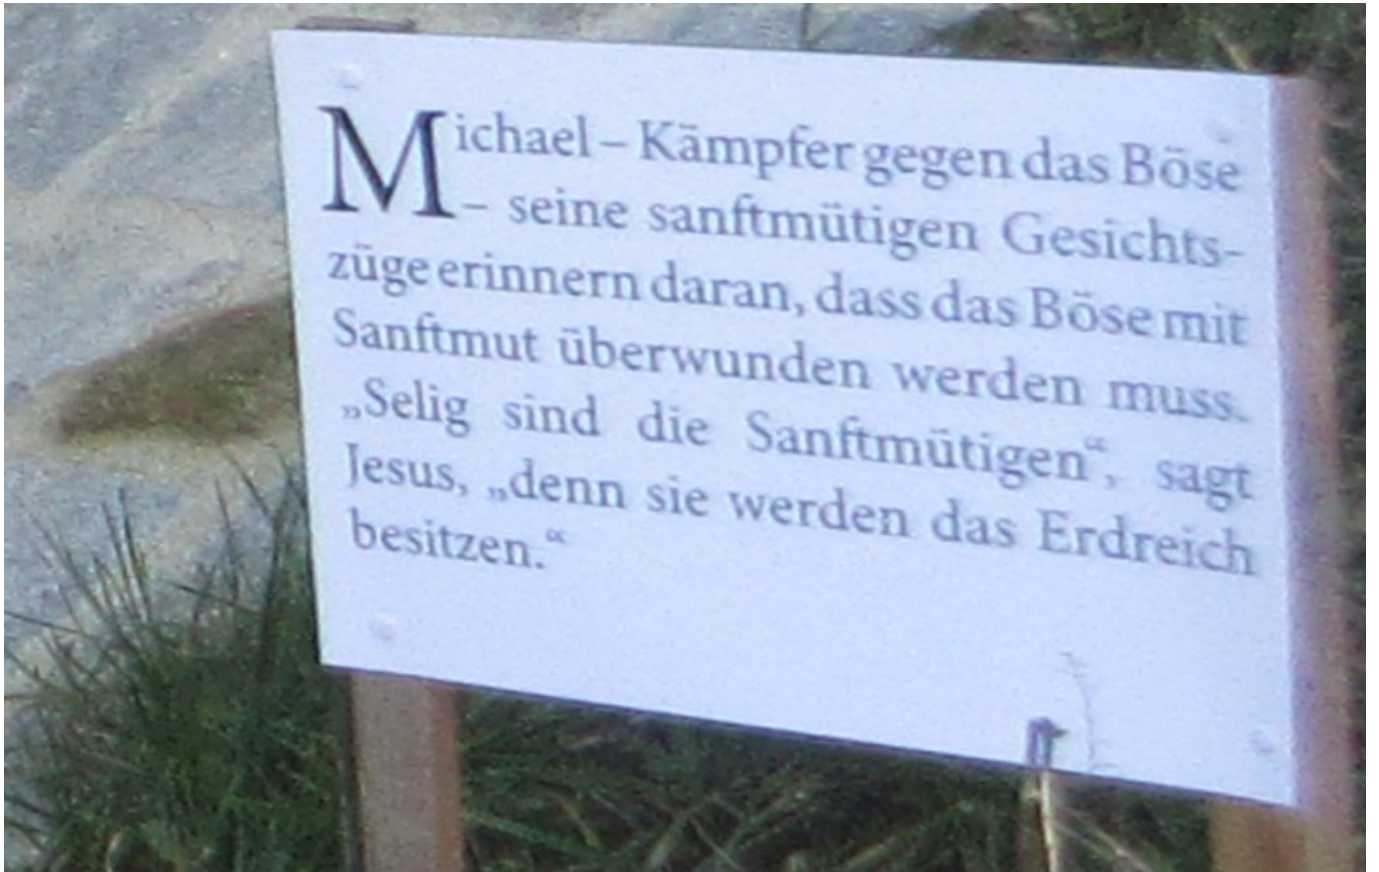 Michael – Kämpfer gegen das Böse
– seine sanftmütigen Gesichts-
züge erinnern daran, dass das Böse mit
Sanftmut überwunden werden muss.
„Selig sind die Sanftmütigen“, sagt
Jesus, „denn sie werden das Erdreich
besitzen.“